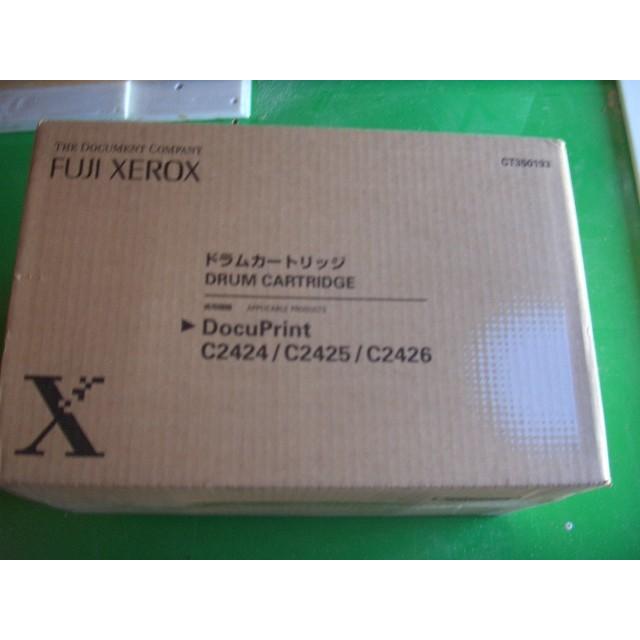 THE DOCUMENT COMPANY
FUJI XEROX
CT350193
ドラムカートリッジ
DRUM CARTRIDGE
APPLICABLE PRODUCTS
DocuPrint
C2424/C2425/C2426
X